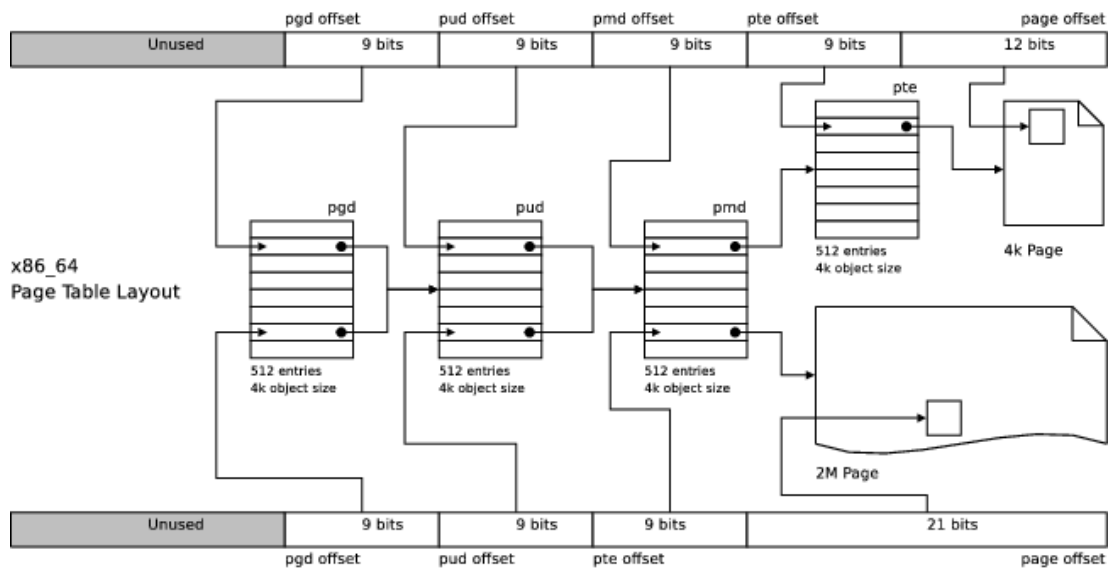 pgd offset pud offset pmd offset pte offset page offset
Unused 9 bits 9 bits 9 bits 9 bits 12 bits
pte
pgd pud pmd
512 entries
4k object size
4k Page
x86_64
Page Table Layout
512 entries
4k object size
512 entries
4k object size
512 entries
4k object size
2M Page
Unused 9 bits 9 bits 9 bits 21 bits
pgd offset pud offset pte offset page offset